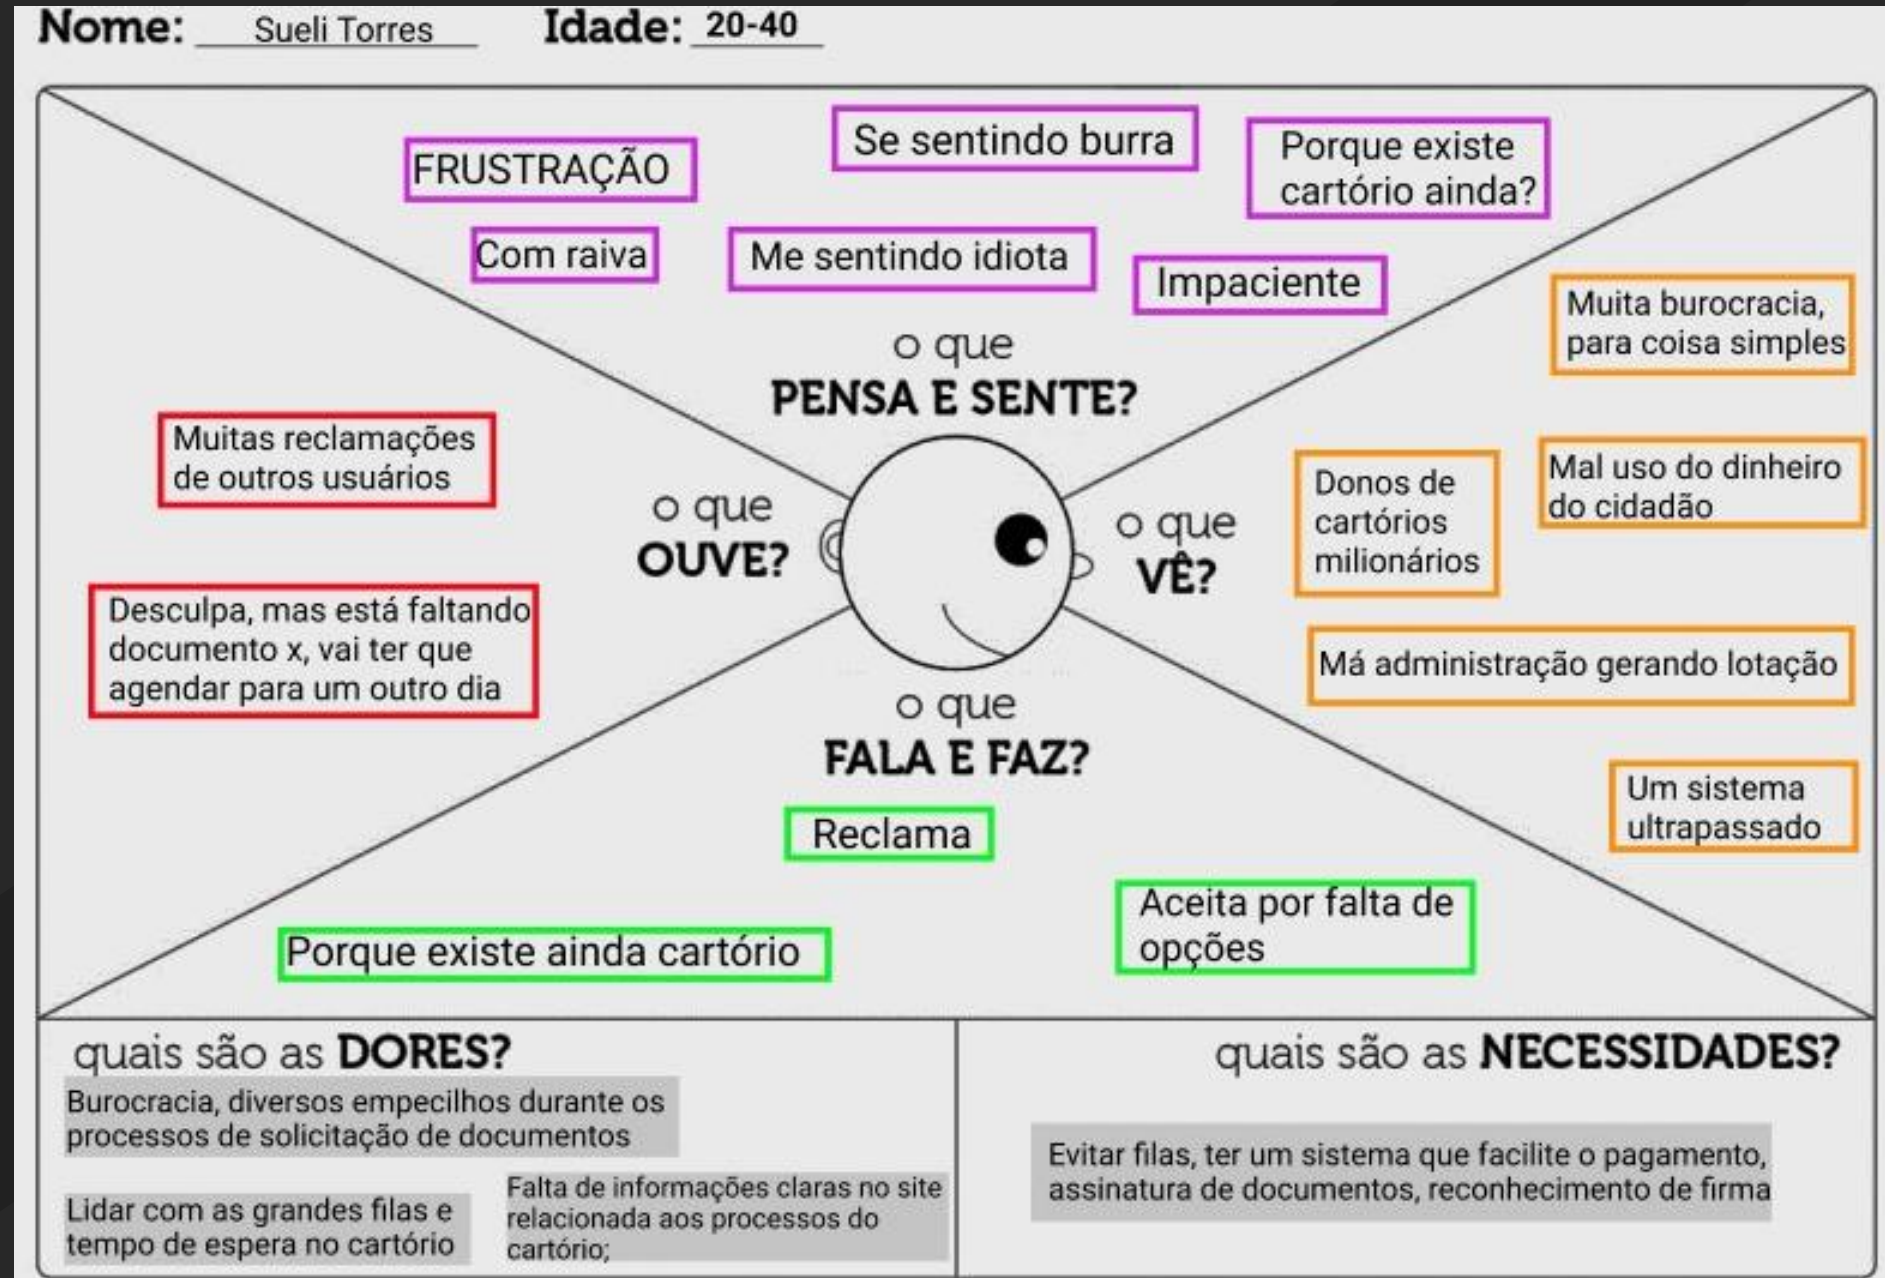 Nome: Sueli Torres Idade: 20-40
FRUSTRAÇÃO
Se sentindo burra
Porque existe
cartório ainda?
Com raiva
Me sentindo idiota
Impaciente
o que
PENSA E SENTE?
Muitas reclamações
de outros usuários
Desculpa, mas está faltando
documento x, vai ter que
agendar para um outro dia
o que
OUVE?
o que
VÊ?
Muita burocracia,
para coisa simples
Donos de
cartórios
milionários
Mal uso do dinheiro
do cidadão
Má administração gerando lotação
Um sistema
ultrapassado
o que
FALA E FAZ?
Reclama
Porque existe ainda cartório
Aceita por falta de
opções
quais são as DORES?
Burocracia, diversos empecilhos durante os
processos de solicitação de documentos
Lidar com as grandes filas e
tempo de espera no cartório
Falta de informações claras no site
relacionada aos processos do
cartório;
quais são as NECESSIDADES?
Evitar filas, ter um sistema que facilite o pagamento,
assinatura de documentos, reconhecimento de firma